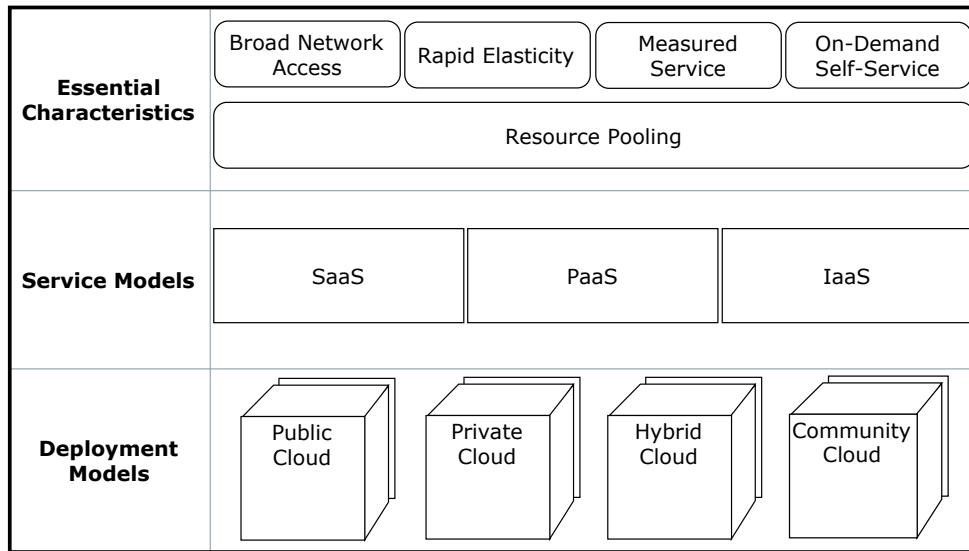 Essential
Characteristics
Broad Network
Access
Rapid Elasticity
Measured
Service
On-Demand
Self-Service
Resource Pooling
Service Models
SaaS
PaaS
IaaS
Deployment
Models
Public
Cloud
Private
Cloud
Hybrid
Cloud
Community
Cloud